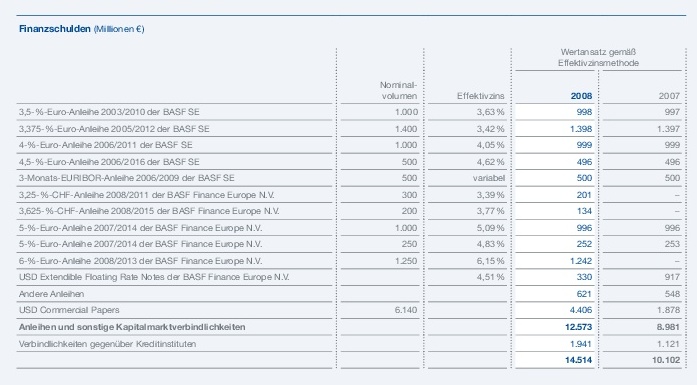 Finanzschulden (Millionen €)
Wertansatz gemäß
Effektivzinsmethode
Nominal-
volumen Effektivzins 2008 2007
3,5-%-Euro-Anleihe 2003/2010 der BASF SE 1.000 3,63 % 998 997
3,375-%-Euro-Anleihe 2005/2012 der BASF SE 1.400 3,42 % 1.398 1.397
4-%-Euro-Anleihe 2006/2011 der BASF SE 1.000 4,05 % 999 999
4,5-%-Euro-Anleihe 2006/2016 der BASF SE 500 4,62 % 496 496
3-Monats-EURIBOR-Anleihe 2006/2009 der BASF SE 500 variabel 500 500
3,25-%-CHF-Anleihe 2008/2011 der BASF Finance Europe N.V. 300 3,39 % 201 –
3,625-%-CHF-Anleihe 2008/2015 der BASF Finance Europe N.V. 200 3,77 % 134 –
5-%-Euro-Anleihe 2007/2014 der BASF Finance Europe N.V. 1.000 5,09 % 996 996
5-%-Euro-Anleihe 2007/2014 der BASF Finance Europe N.V. 250 4,83 % 252 253
6-%-Euro-Anleihe 2008/2013 der BASF Finance Europe N.V. 1.250 6,15 % 1.242 –
USD Extendible Floating Rate Notes der BASF Finance Europe N.V. 4,51 % 330 917
Andere Anleihen 621 548
USD Commercial Papers 6.140 4.406 1.878
Anleihen und sonstige Kapitalmarktverbindlichkeiten 12.573 8.981
Verbindlichkeiten gegenüber Kreditinstituten 1.941 1.121
14.514 10.102